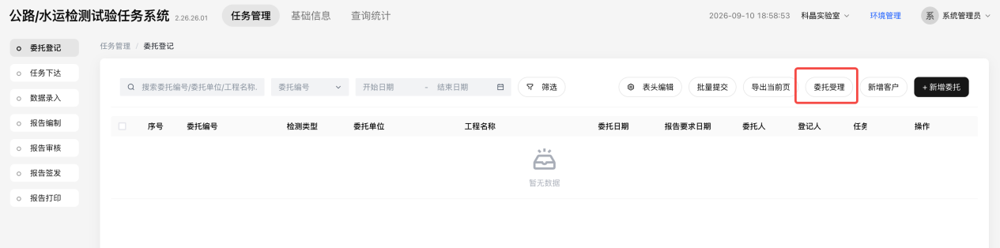 公路/水运检测试验任务系统 2.26.26.01 任务管理 基础信息 查询统计 2026-09-10 18:58:53 科晶实验室 环境管理 系 系统管理员
委托登记
任务下达
数据录入
报告编制
报告审核
报告签发
报告打印
任务管理 / 委托登记
搜索委托编号/委托单位/工程名称. 委托编号 开始日期 - 结束日期 筛选 表头编辑 批量提交 导出当前页 委托受理 新增客户 + 新增委托
序号 委托编号 检测类型 委托单位 工程名称 委托日期 报告要求日期 委托人 登记人 任务 操作
暂无数据